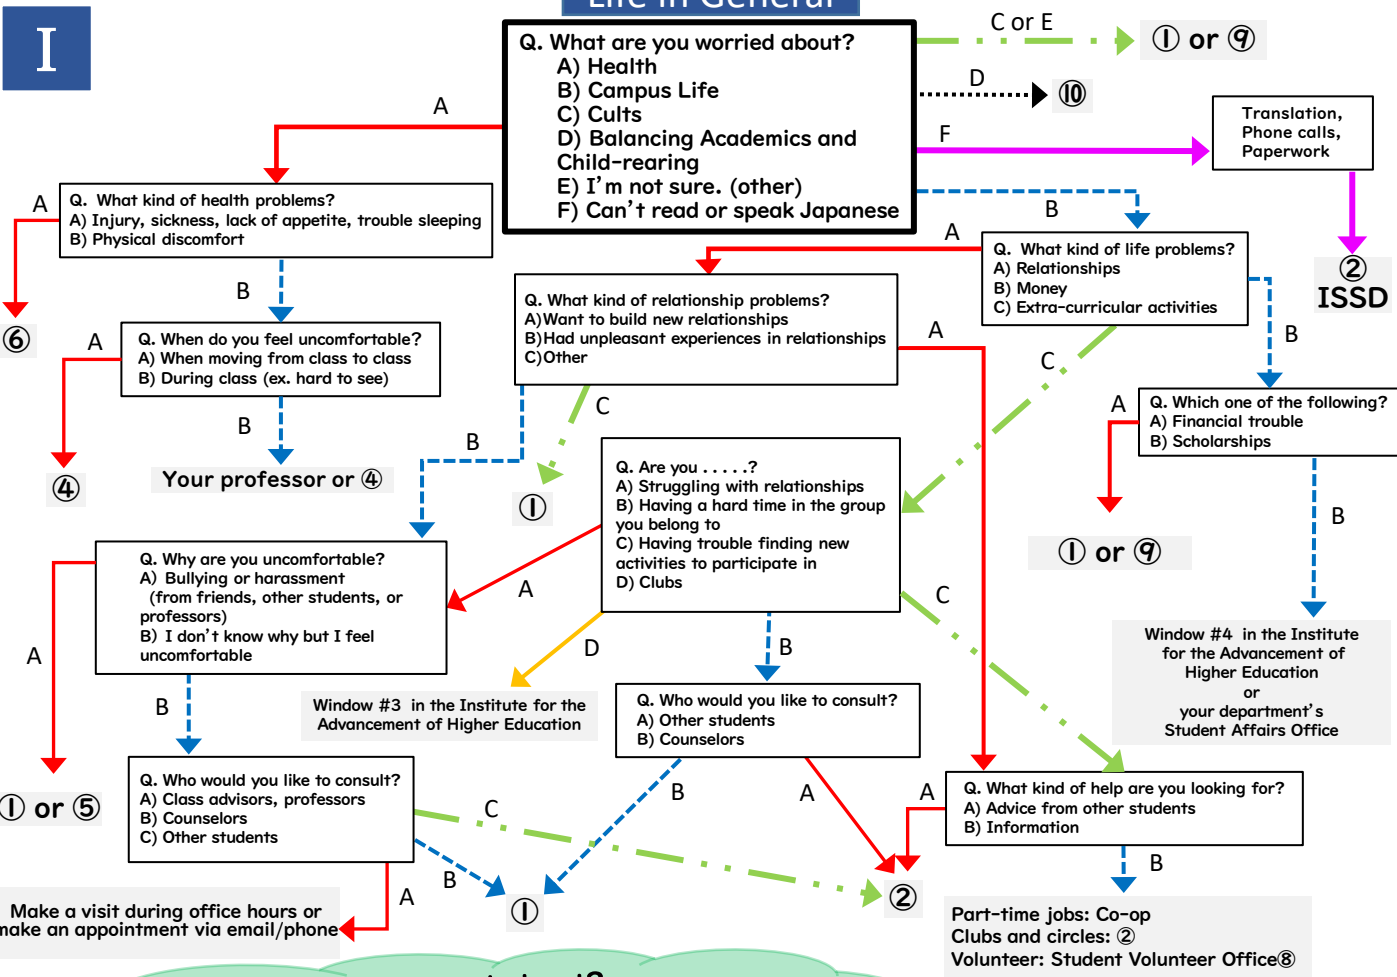 Life in General
I
Q. What are you worried about?
A) Health
B) Campus Life
C) Cults
D) Balancing Academics and
Child-rearing
E) I'm not sure. (other)
F) Can't read or speak Japanese
C or E
① or ⑨
D
⑩
F
Translation,
Phone calls,
Paperwork
②
ISSD
A
Q. What kind of health problems?
A) Injury, sickness, lack of appetite, trouble sleeping
B) Physical discomfort
A
⑥
B
Q. When do you feel uncomfortable?
A) When moving from class to class
B) During class (ex. hard to see)
A
④
B
Your professor or ④
B
Q. What kind of life problems?
A) Relationships
B) Money
C) Extra-curricular activities
A
Q. What kind of relationship problems?
A)Want to build new relationships
B)Had unpleasant experiences in relationships
C)Other
A
B
C
①
B
Q. Which one of the following?
A) Financial trouble
B) Scholarships
A
① or ⑨
B
Window #4 in the Institute
for the Advancement of
Higher Education
or
your department's
Student Affairs Office
C
Q. Are you . . . . .?
A) Struggling with relationships
B) Having a hard time in the group
you belong to
C) Having trouble finding new
activities to participate in
D) Clubs
A
D
Window #3 in the Institute for the
Advancement of Higher Education
B
C
Q. Why are you uncomfortable?
A) Bullying or harassment
(from friends, other students, or
professors)
B) I don't know why but I feel
uncomfortable
A
① or ⑤
B
Q. Who would you like to consult?
A) Class advisors, professors
B) Counselors
C) Other students
A
Make a visit during office hours or
make an appointment via email/phone
B
①
C
②
Q. Who would you like to consult?
A) Other students
B) Counselors
B
A
Q. What kind of help are you looking for?
A) Advice from other students
B) Information
A
B
Part-time jobs: Co-op
Clubs and circles: ②
Volunteer: Student Volunteer Office⑧